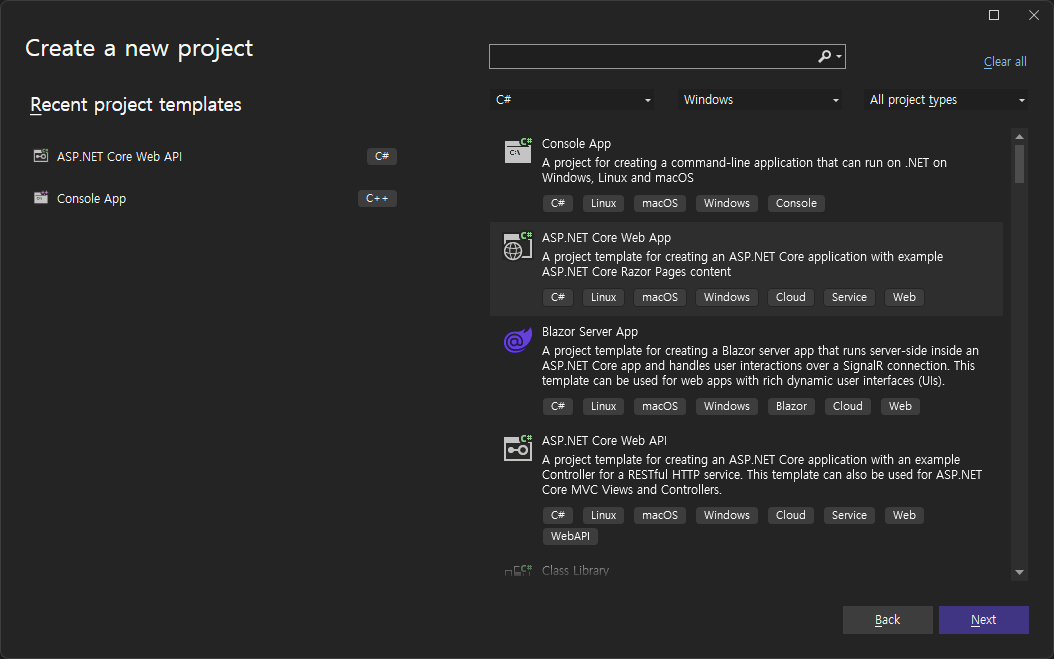 Create a new project
Clear all
Recent project templates
ASP.NET Core Web API
C#
Console App
C++
C#
Windows
All project types
C#
C:\
Console App
A project for creating a command-line application that can run on .NET on
Windows, Linux and macOS
C# Linux macOS Windows Console
C#
ASP.NET Core Web App
A project template for creating an ASP.NET Core application with example
ASP.NET Core Razor Pages content
C# Linux macOS Windows Cloud Service Web
@
Blazor Server App
A project template for creating a Blazor server app that runs server-side inside an
ASP.NET Core app and handles user interactions over a SignalR connection. This
template can be used for web apps with rich dynamic user interfaces (UIs).
C# Linux macOS Windows Blazor Cloud Web
C#
ASP.NET Core Web API
A project template for creating an ASP.NET Core application with an example
Controller for a RESTful HTTP service. This template can also be used for ASP.NET
Core MVC Views and Controllers.
C# Linux macOS Windows Cloud Service Web
WebAPI
C#
Class Library
Back
Next